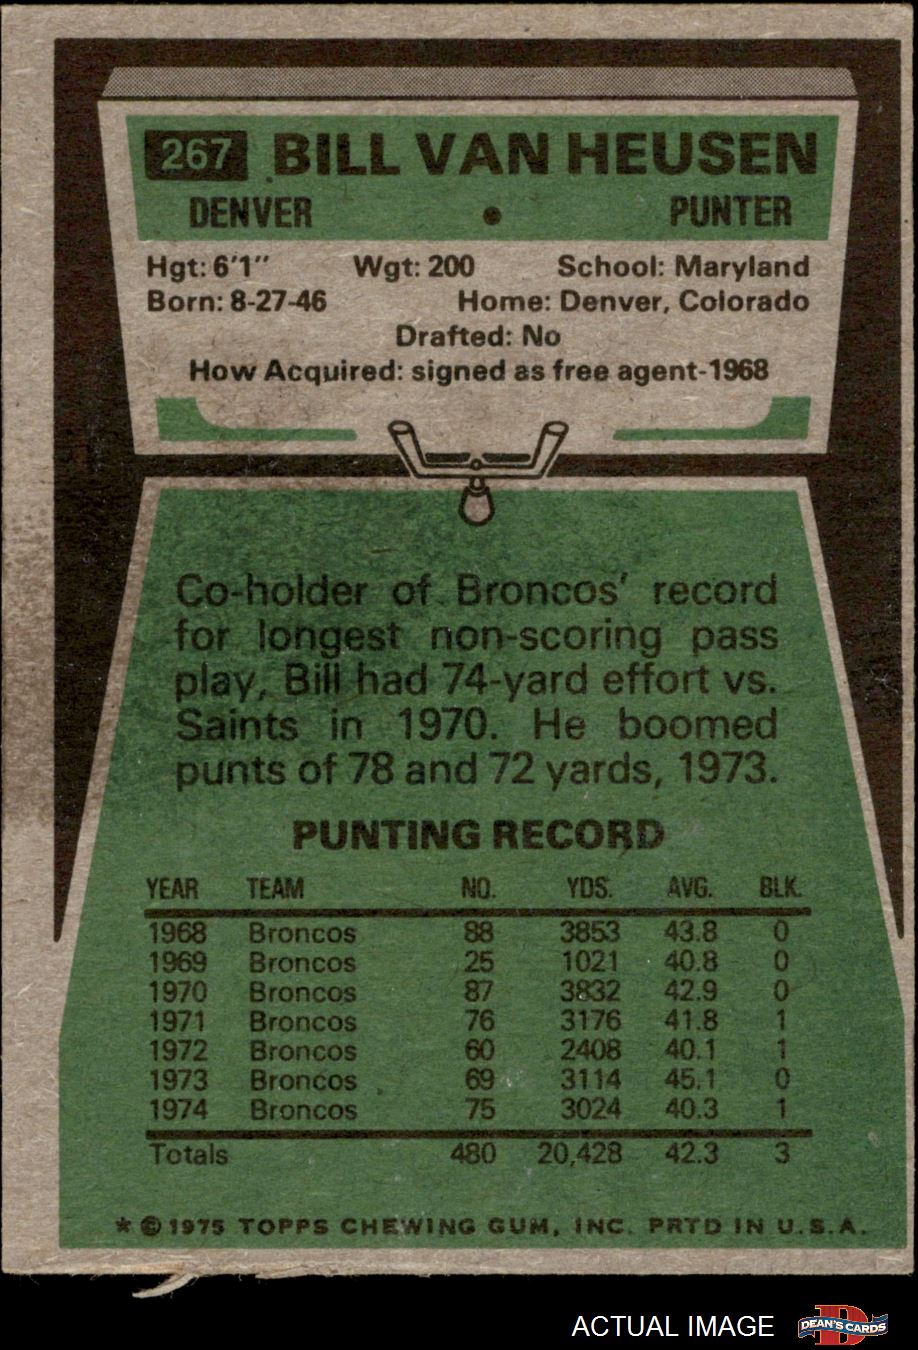 267 BILL VAN HEUSEN
DENVER • PUNTER
Hgt: 6'1" Wgt: 200 School: Maryland
Born: 8-27-46 Home: Denver, Colorado
Drafted: No
How Acquired: signed as free agent-1968
Co-holder of Broncos' record
for longest non-scoring pass
play, Bill had 74-yard effort vs.
Saints in 1970. He boomed
punts of 78 and 72 yards, 1973.
PUNTING RECORD
YEAR TEAM NO. YDS. AVG. BLK.
1968 Broncos 88 3853 43.8 0
1969 Broncos 25 1021 40.8 0
1970 Broncos 87 3832 42.9 0
1971 Broncos 76 3176 41.8 1
1972 Broncos 60 2408 40.1 1
1973 Broncos 69 3114 45.1 0
1974 Broncos 75 3024 40.3 1
Totals 480 20,428 42.3 3
* © 1975 TOPPS CHEWING GUM, INC. PRTD IN U.S.A.
ACTUAL IMAGE D DEAN'S CARDS